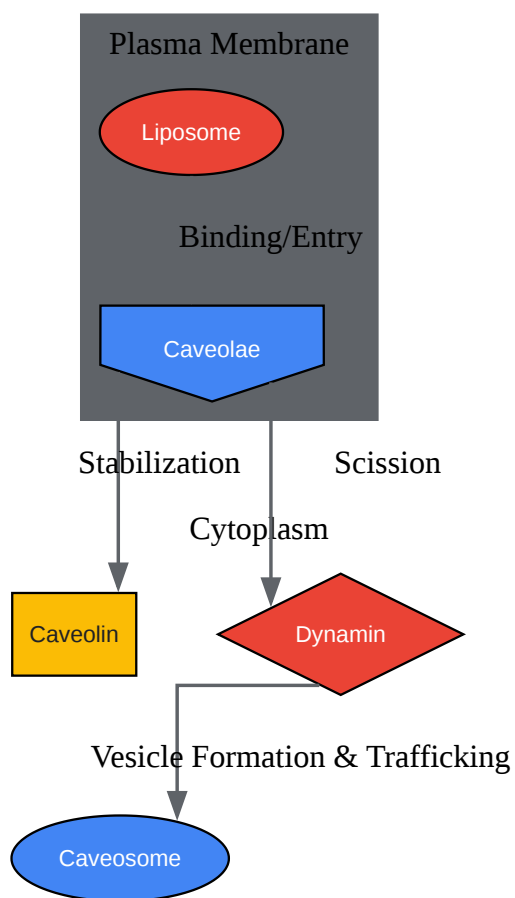 Plasma Membrane
Liposome
Binding/Entry
Caveolae
Stabilization
Scission
Cytoplasm
Caveolin
Dynamin
Vesicle Formation & Trafficking
Caveosome